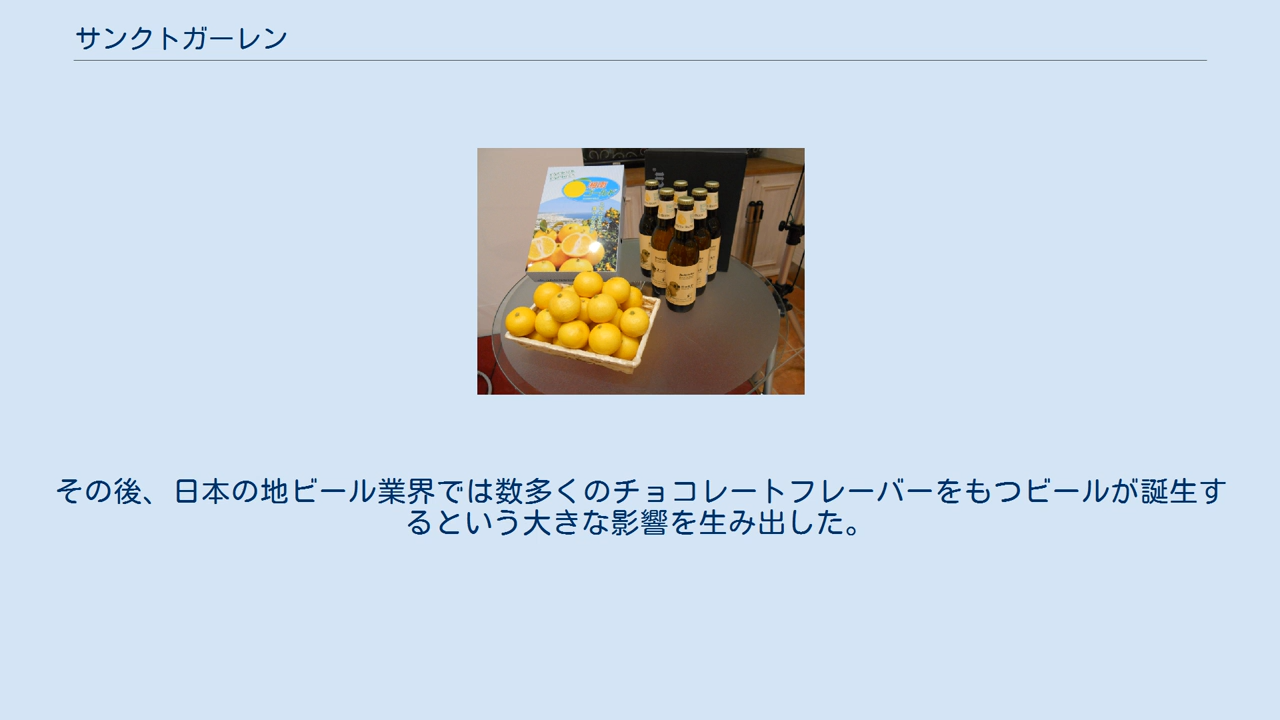 サンクトガーレン
その後、日本の地ビール業界では数多くのチョコレートフレーバーをもつビールが誕生す
るという大きな影響を生み出した。